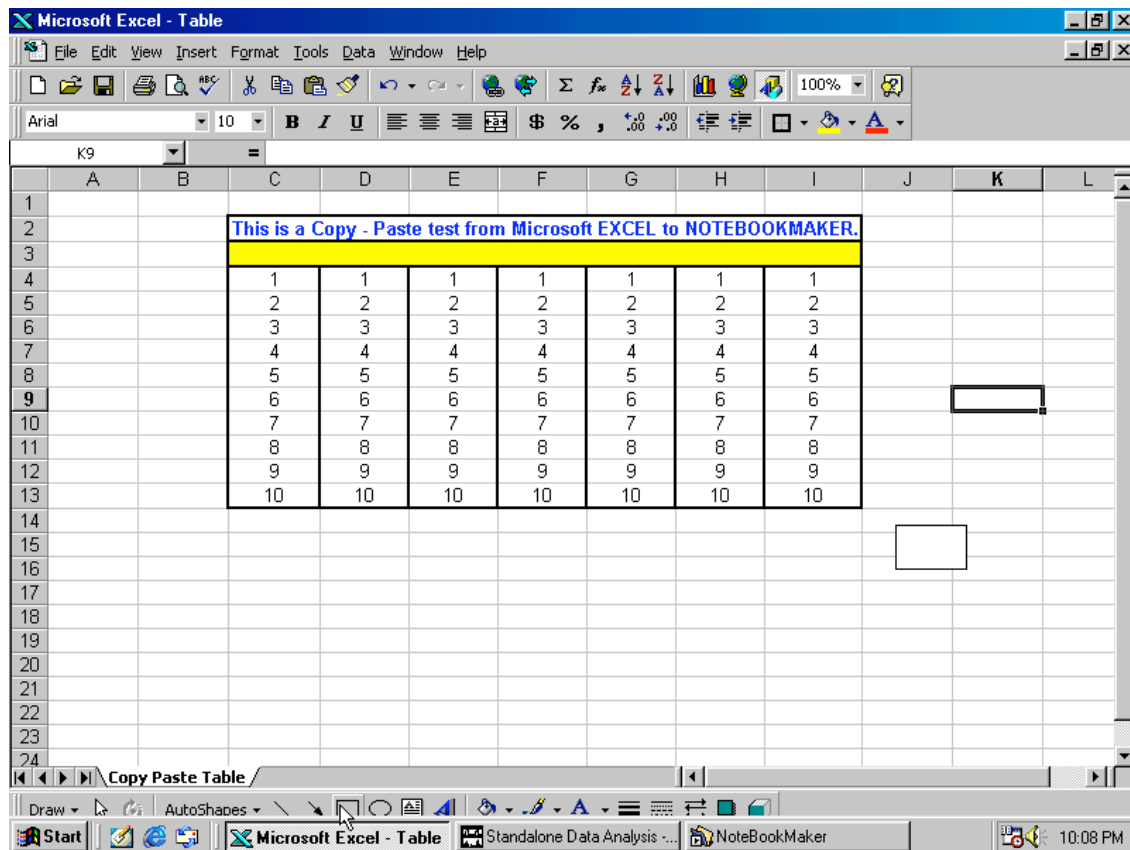 Microsoft Excel - Table
File Edit View Insert Format Tools Data Window Help
ABC Σ fx A Z Z A 100%
Arial 10 B I U $ % , .0 .00 .00 .0 A
K9 =
A B C D E F G H I J K L
1
2 This is a Copy - Paste test from Microsoft EXCEL to NOTEBOOKMAKER.
3
4 1 1 1 1 1 1 1
5 2 2 2 2 2 2 2
6 3 3 3 3 3 3 3
7 4 4 4 4 4 4 4
8 5 5 5 5 5 5 5
9 6 6 6 6 6 6 6
10 7 7 7 7 7 7 7
11 8 8 8 8 8 8 8
12 9 9 9 9 9 9 9
13 10 10 10 10 10 10 10
14
15
16
17
18
19
20
21
22
23
24
Copy Paste Table
Draw AutoShapes A A
Start Microsoft Excel - Table Standalone Data Analysis -... NoteBookMaker 10:08 PM